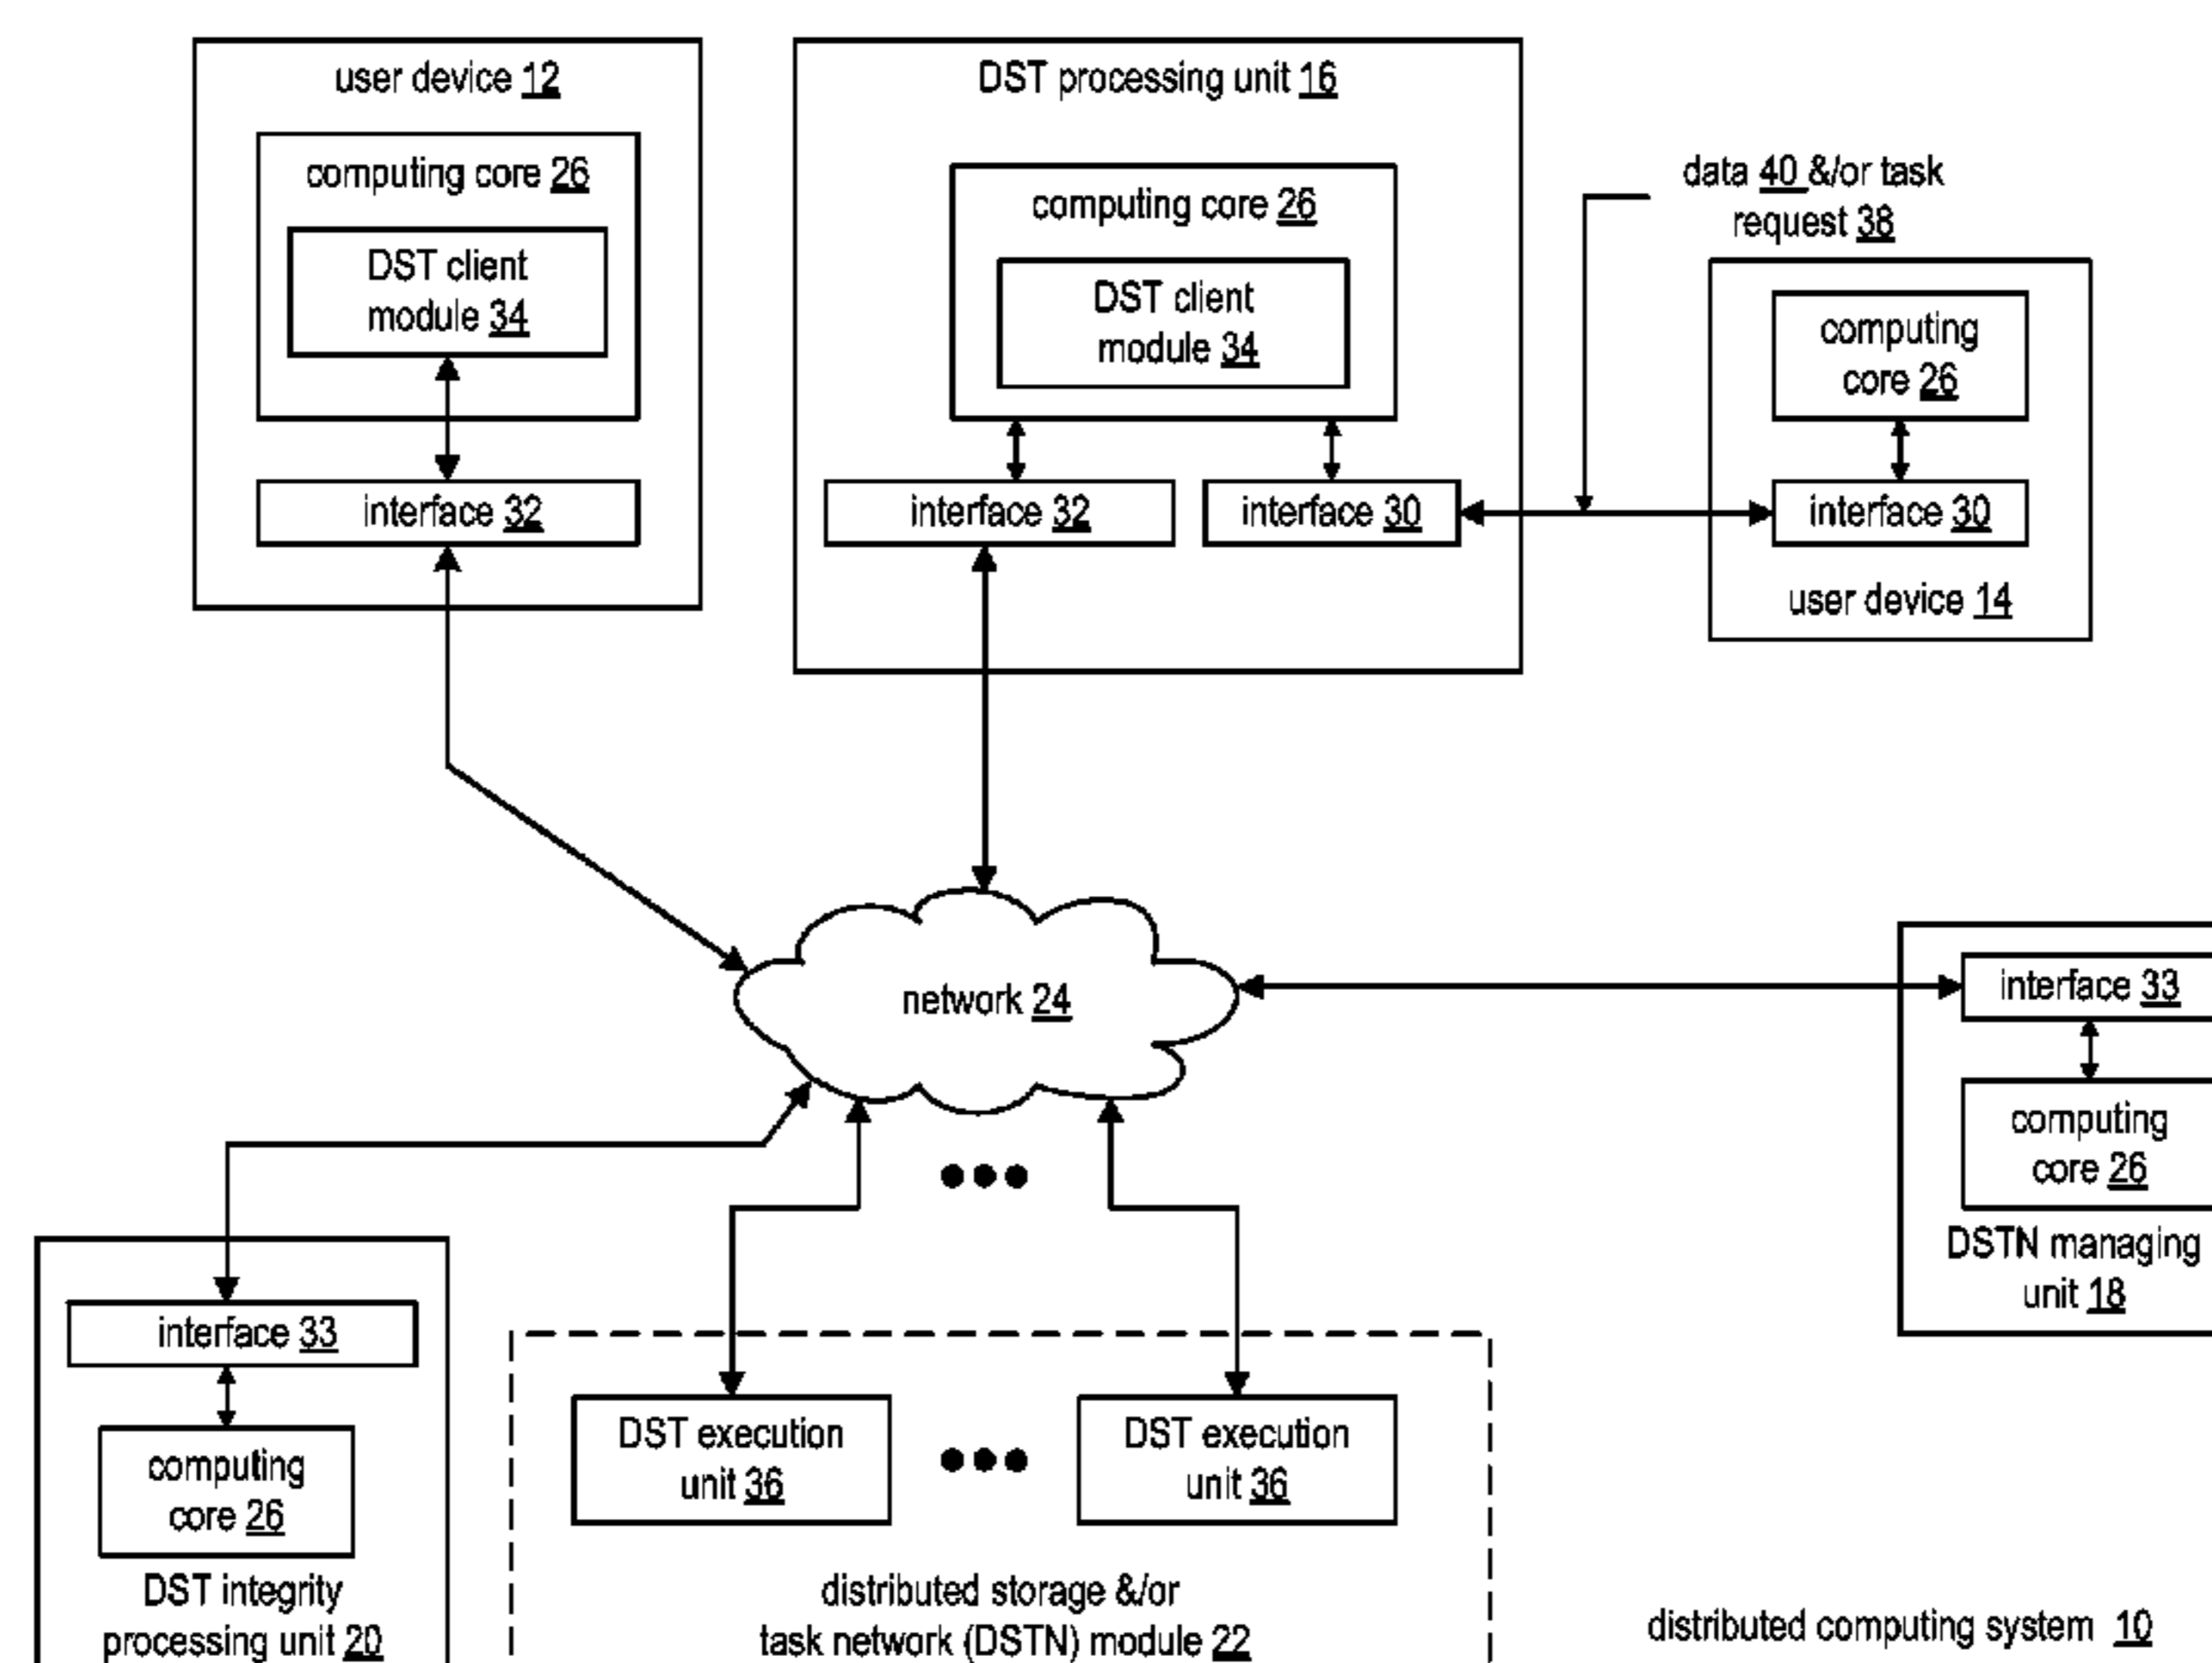 user device 12
computing core 26
DST client
module 34
interface 32
DST processing unit 16
computing core 26
DST client
module 34
interface 32
interface 30
data 40 &/or task
request 38
computing
core 26
interface 30
user device 14
network 24
interface 33
computing
core 26
DSTN managing
unit 18
interface 33
computing
core 26
DST integrity
processing unit 20
DST execution
unit 36
DST execution
unit 36
distributed storage &/or
task network (DSTN) module 22
distributed computing system 10